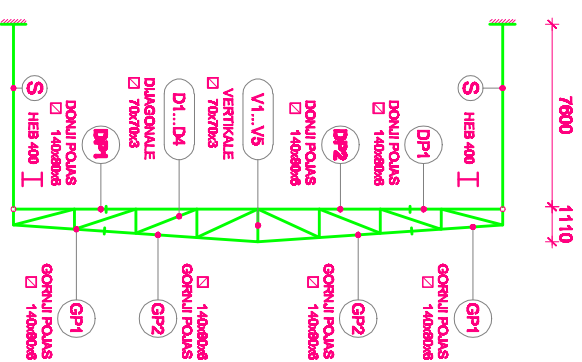 S
HEB 400
DP1
DONJI POJAS
140x80x6
D1...D4
DIJAGONALE
70x70x3
V1...V5
VERTIKALE
70x70x3
DP2
DONJI POJAS
140x80x6
DP1
DONJI POJAS
140x80x6
S
HEB 400
7600
1110
GP1
GORNJI POJAS
140x80x6
GP2
GORNJI POJAS
140x80x6
GP2
GORNJI POJAS
140x80x6
GP1
GORNJI POJAS
140x80x6